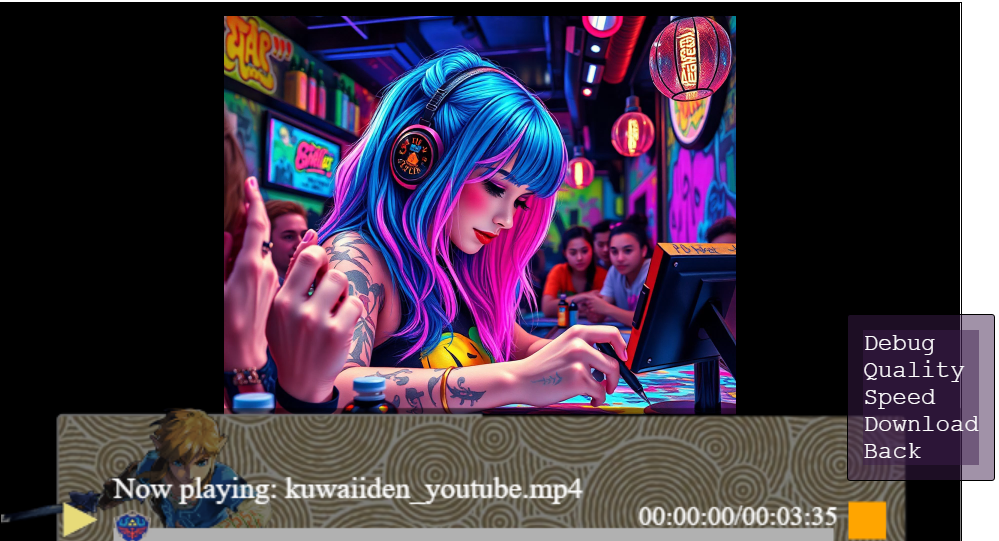 Debug
Quality
Speed
Download
Back
Now playing: kuwaiiden_youtube.mp4
00:00:00/00:03:35